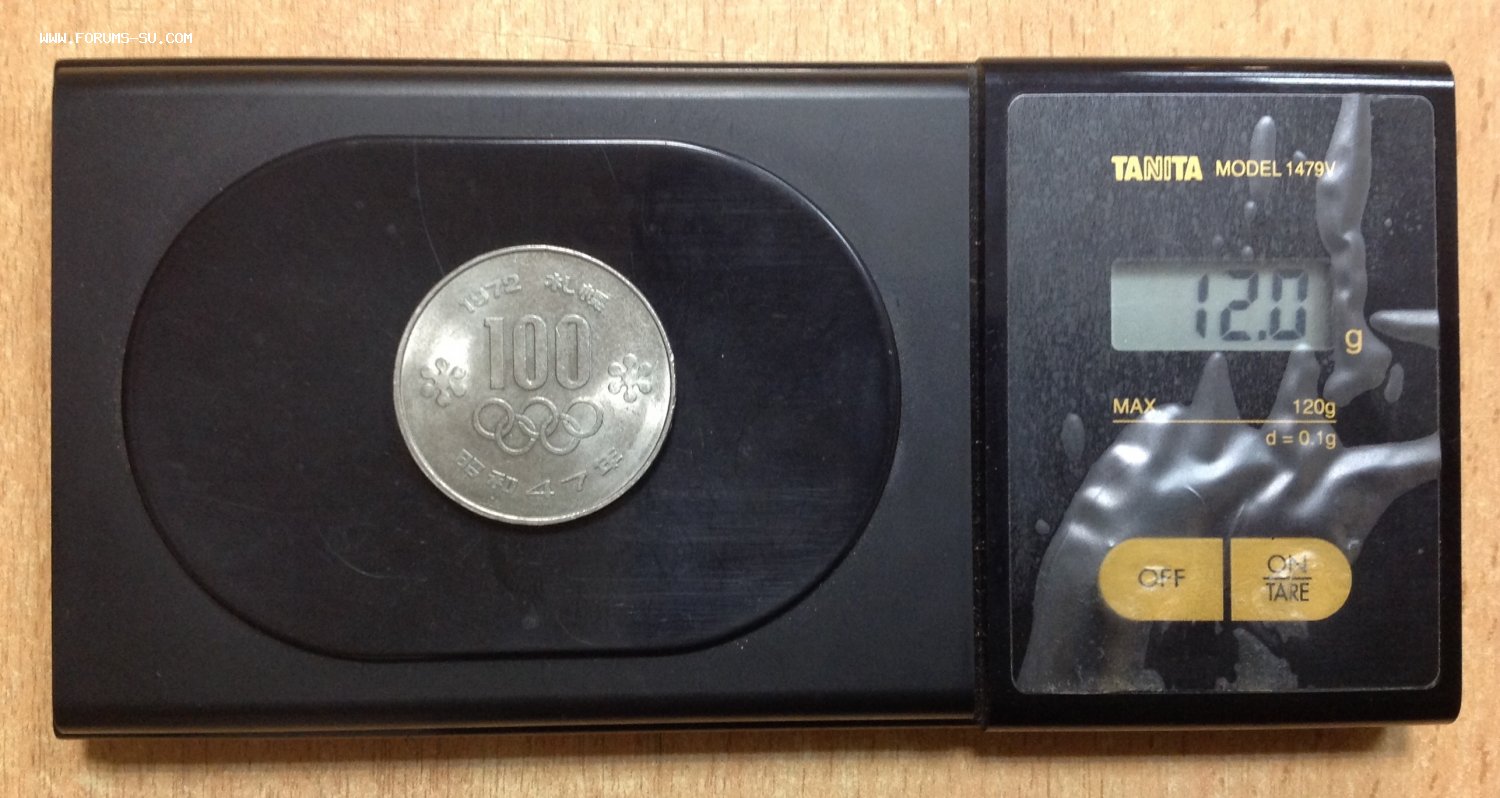 WWW.FORUMS-SU.COM
1972 札幌
100
昭和47年
TANITA MODEL 1479V
12.0
g
MAX 120g
d = 0.1g
OFF
ON
TARE